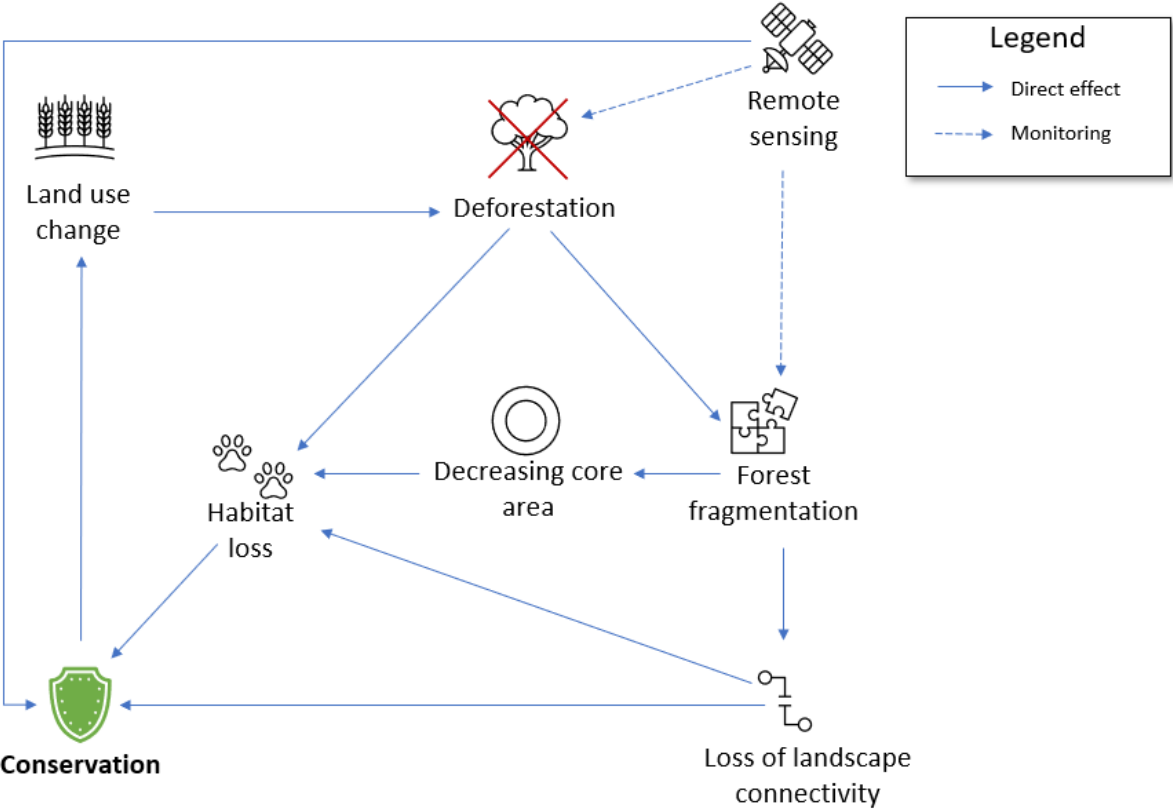 Legend
Direct effect
Monitoring
Remote
sensing
Land use
change
Deforestation
Decreasing core
area
Forest
fragmentation
Habitat
loss
Loss of landscape
connectivity
Conservation